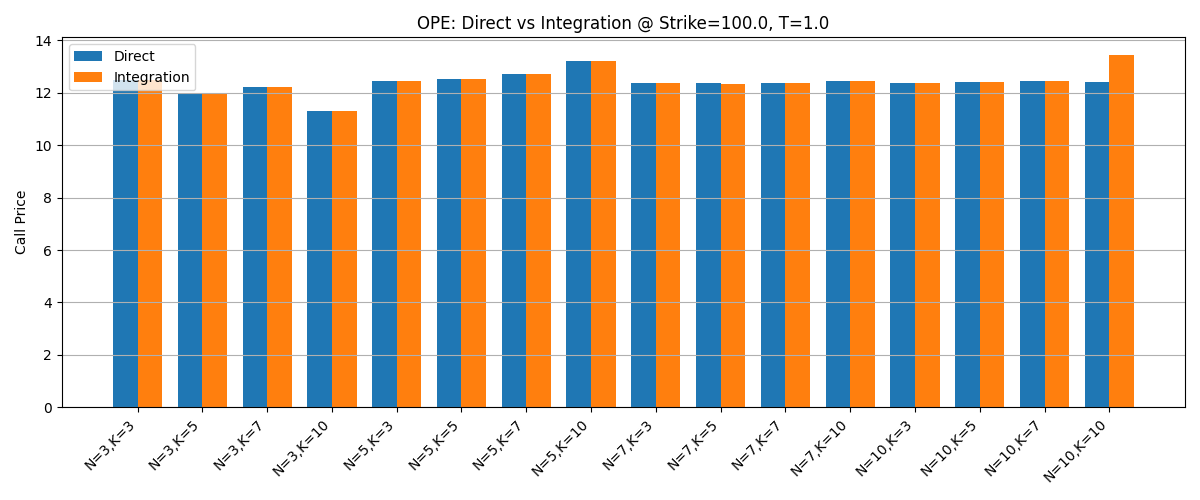 OPE: Direct vs Integration @ Strike=100.0, T=1.0
Direct
Integration
Call Price
14
12
10
8
6
4
2
0
N=3,K=3
N=3,K=5
N=3,K=7
N=3,K=10
N=5,K=3
N=5,K=5
N=5,K=7
N=5,K=10
N=7,K=3
N=7,K=5
N=7,K=7
N=7,K=10
N=10,K=3
N=10,K=5
N=10,K=7
N=10,K=10